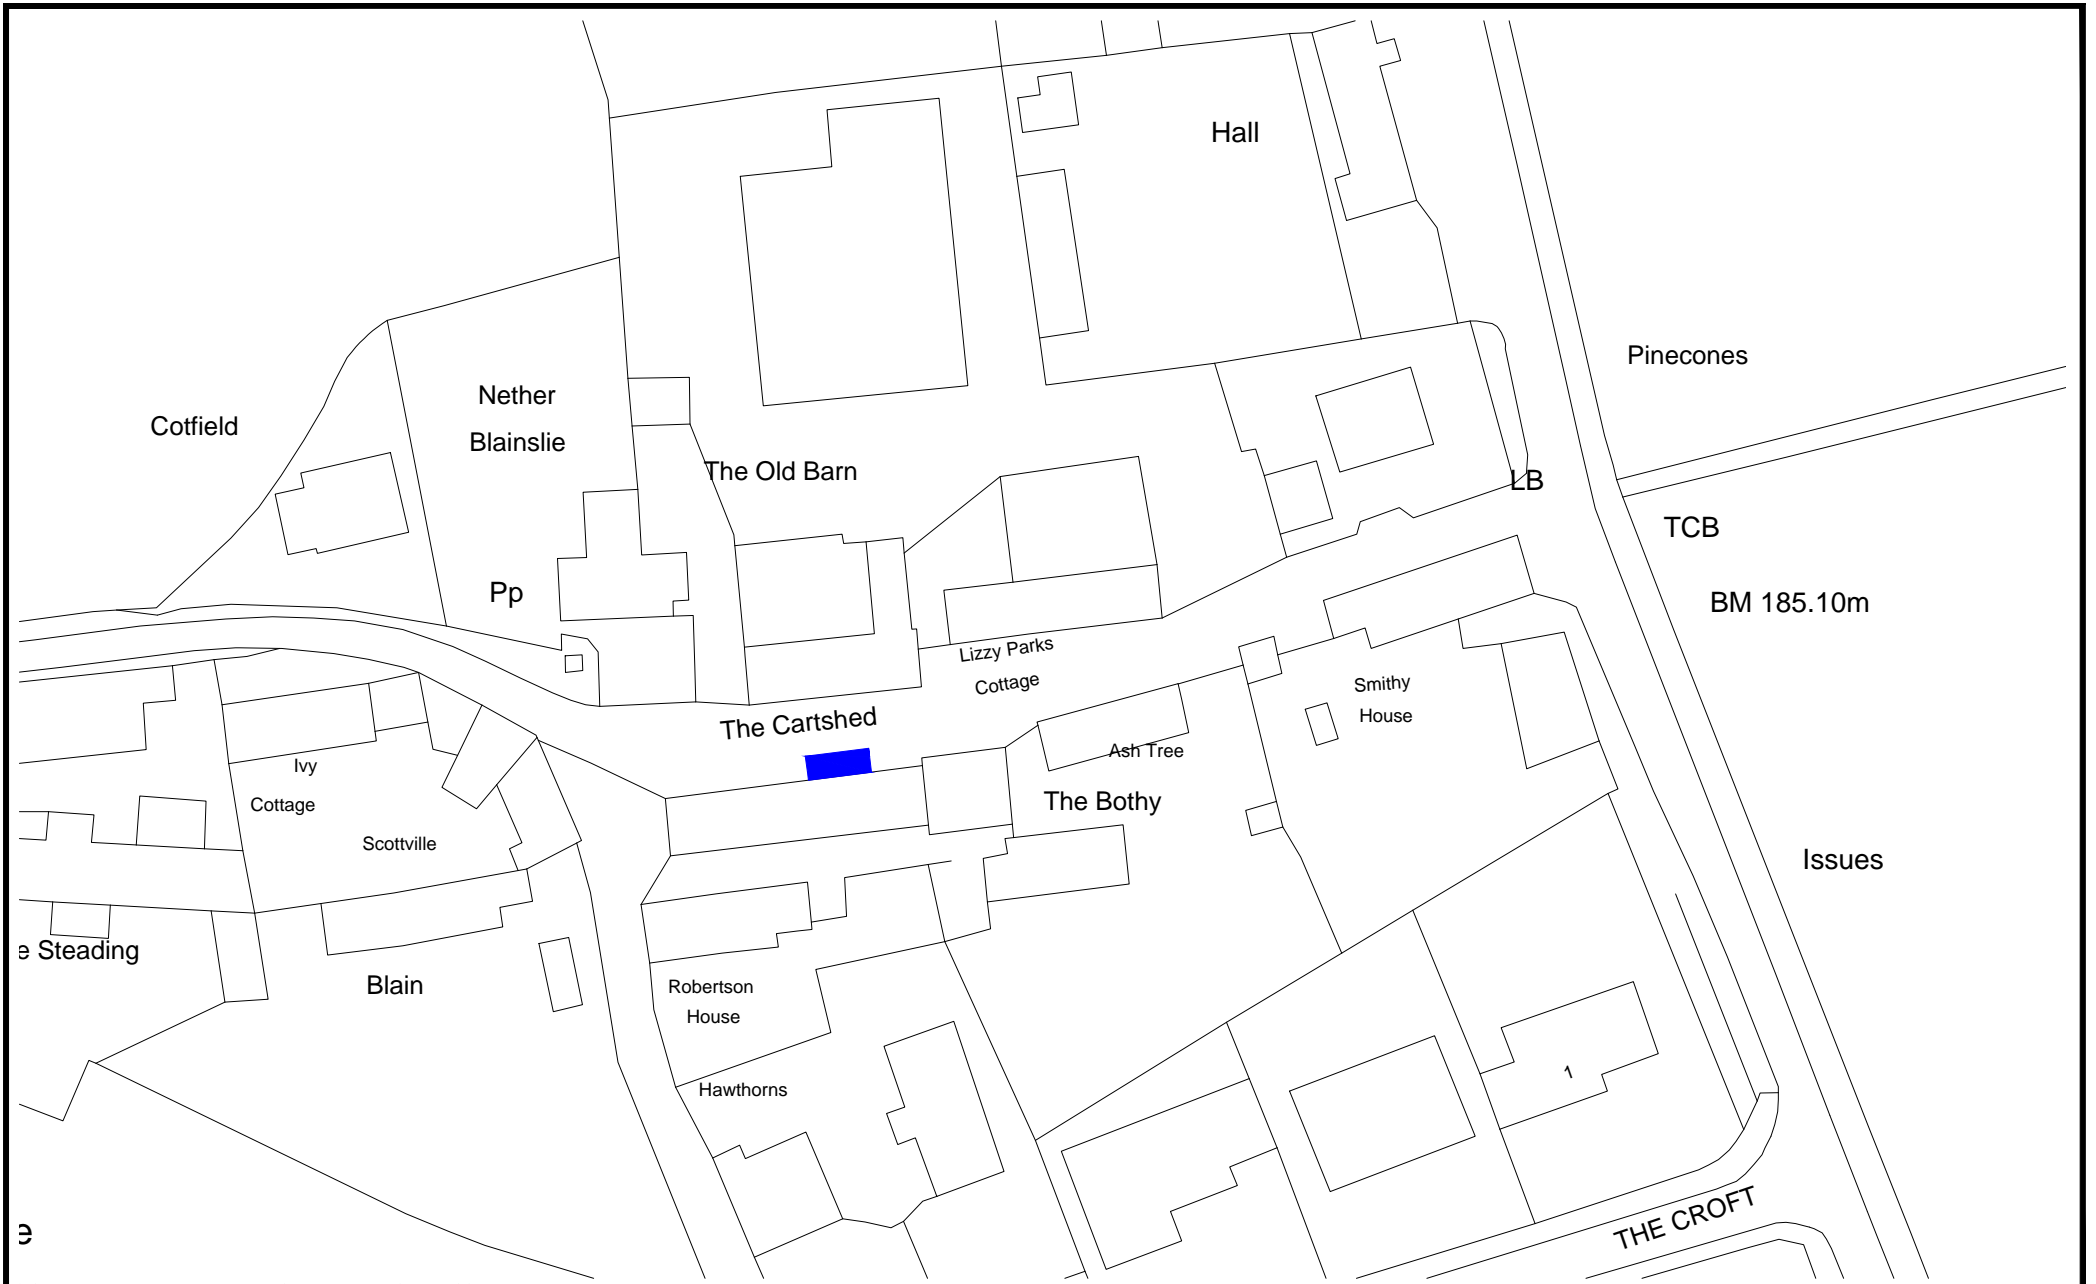 Hall
Pinecones
Nether
Blainslie
Cotfield
The Old Barn
LB
TCB
Pp
BM 185.10m
Lizzy Parks
Cottage
Smithy
House
The Cartshed
Ash Tree
Ivy
Cottage
The Bothy
Scottville
Issues
e Steading
Blain
Robertson
House
Hawthorns
1
THE CROFT
e